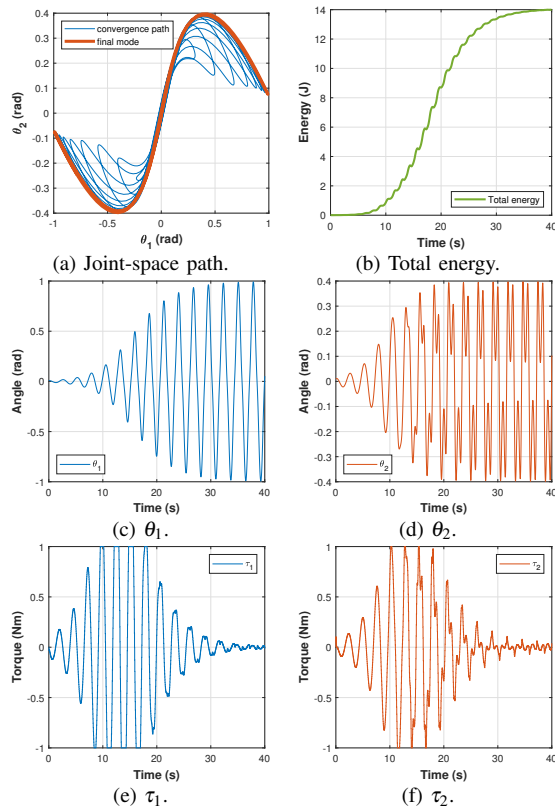 0.4
0.3
0.2
0.1
0
-0.1
-0.2
-0.3
-0.4
θ2 (rad)
convergence path
final mode
-1 -0.5 0 0.5 1
θ1 (rad)
(a) Joint-space path.
14
12
10
8
6
4
2
0
Energy (J)
Total energy
0 10 20 30 40
Time (s)
(b) Total energy.
1
0.5
0
-0.5
-1
Angle (rad)
θ1
0 10 20 30 40
Time (s)
(c) θ1.
0.4
0.3
0.2
0.1
0
-0.1
-0.2
-0.3
-0.4
Angle (rad)
θ2
0 10 20 30 40
Time (s)
(d) θ2.
1
0.5
0
-0.5
-1
Torque (Nm)
τ1
0 10 20 30 40
Time (s)
(e) τ1.
1
0.5
0
-0.5
-1
Torque (Nm)
τ2
0 10 20 30 40
Time (s)
(f) τ2.